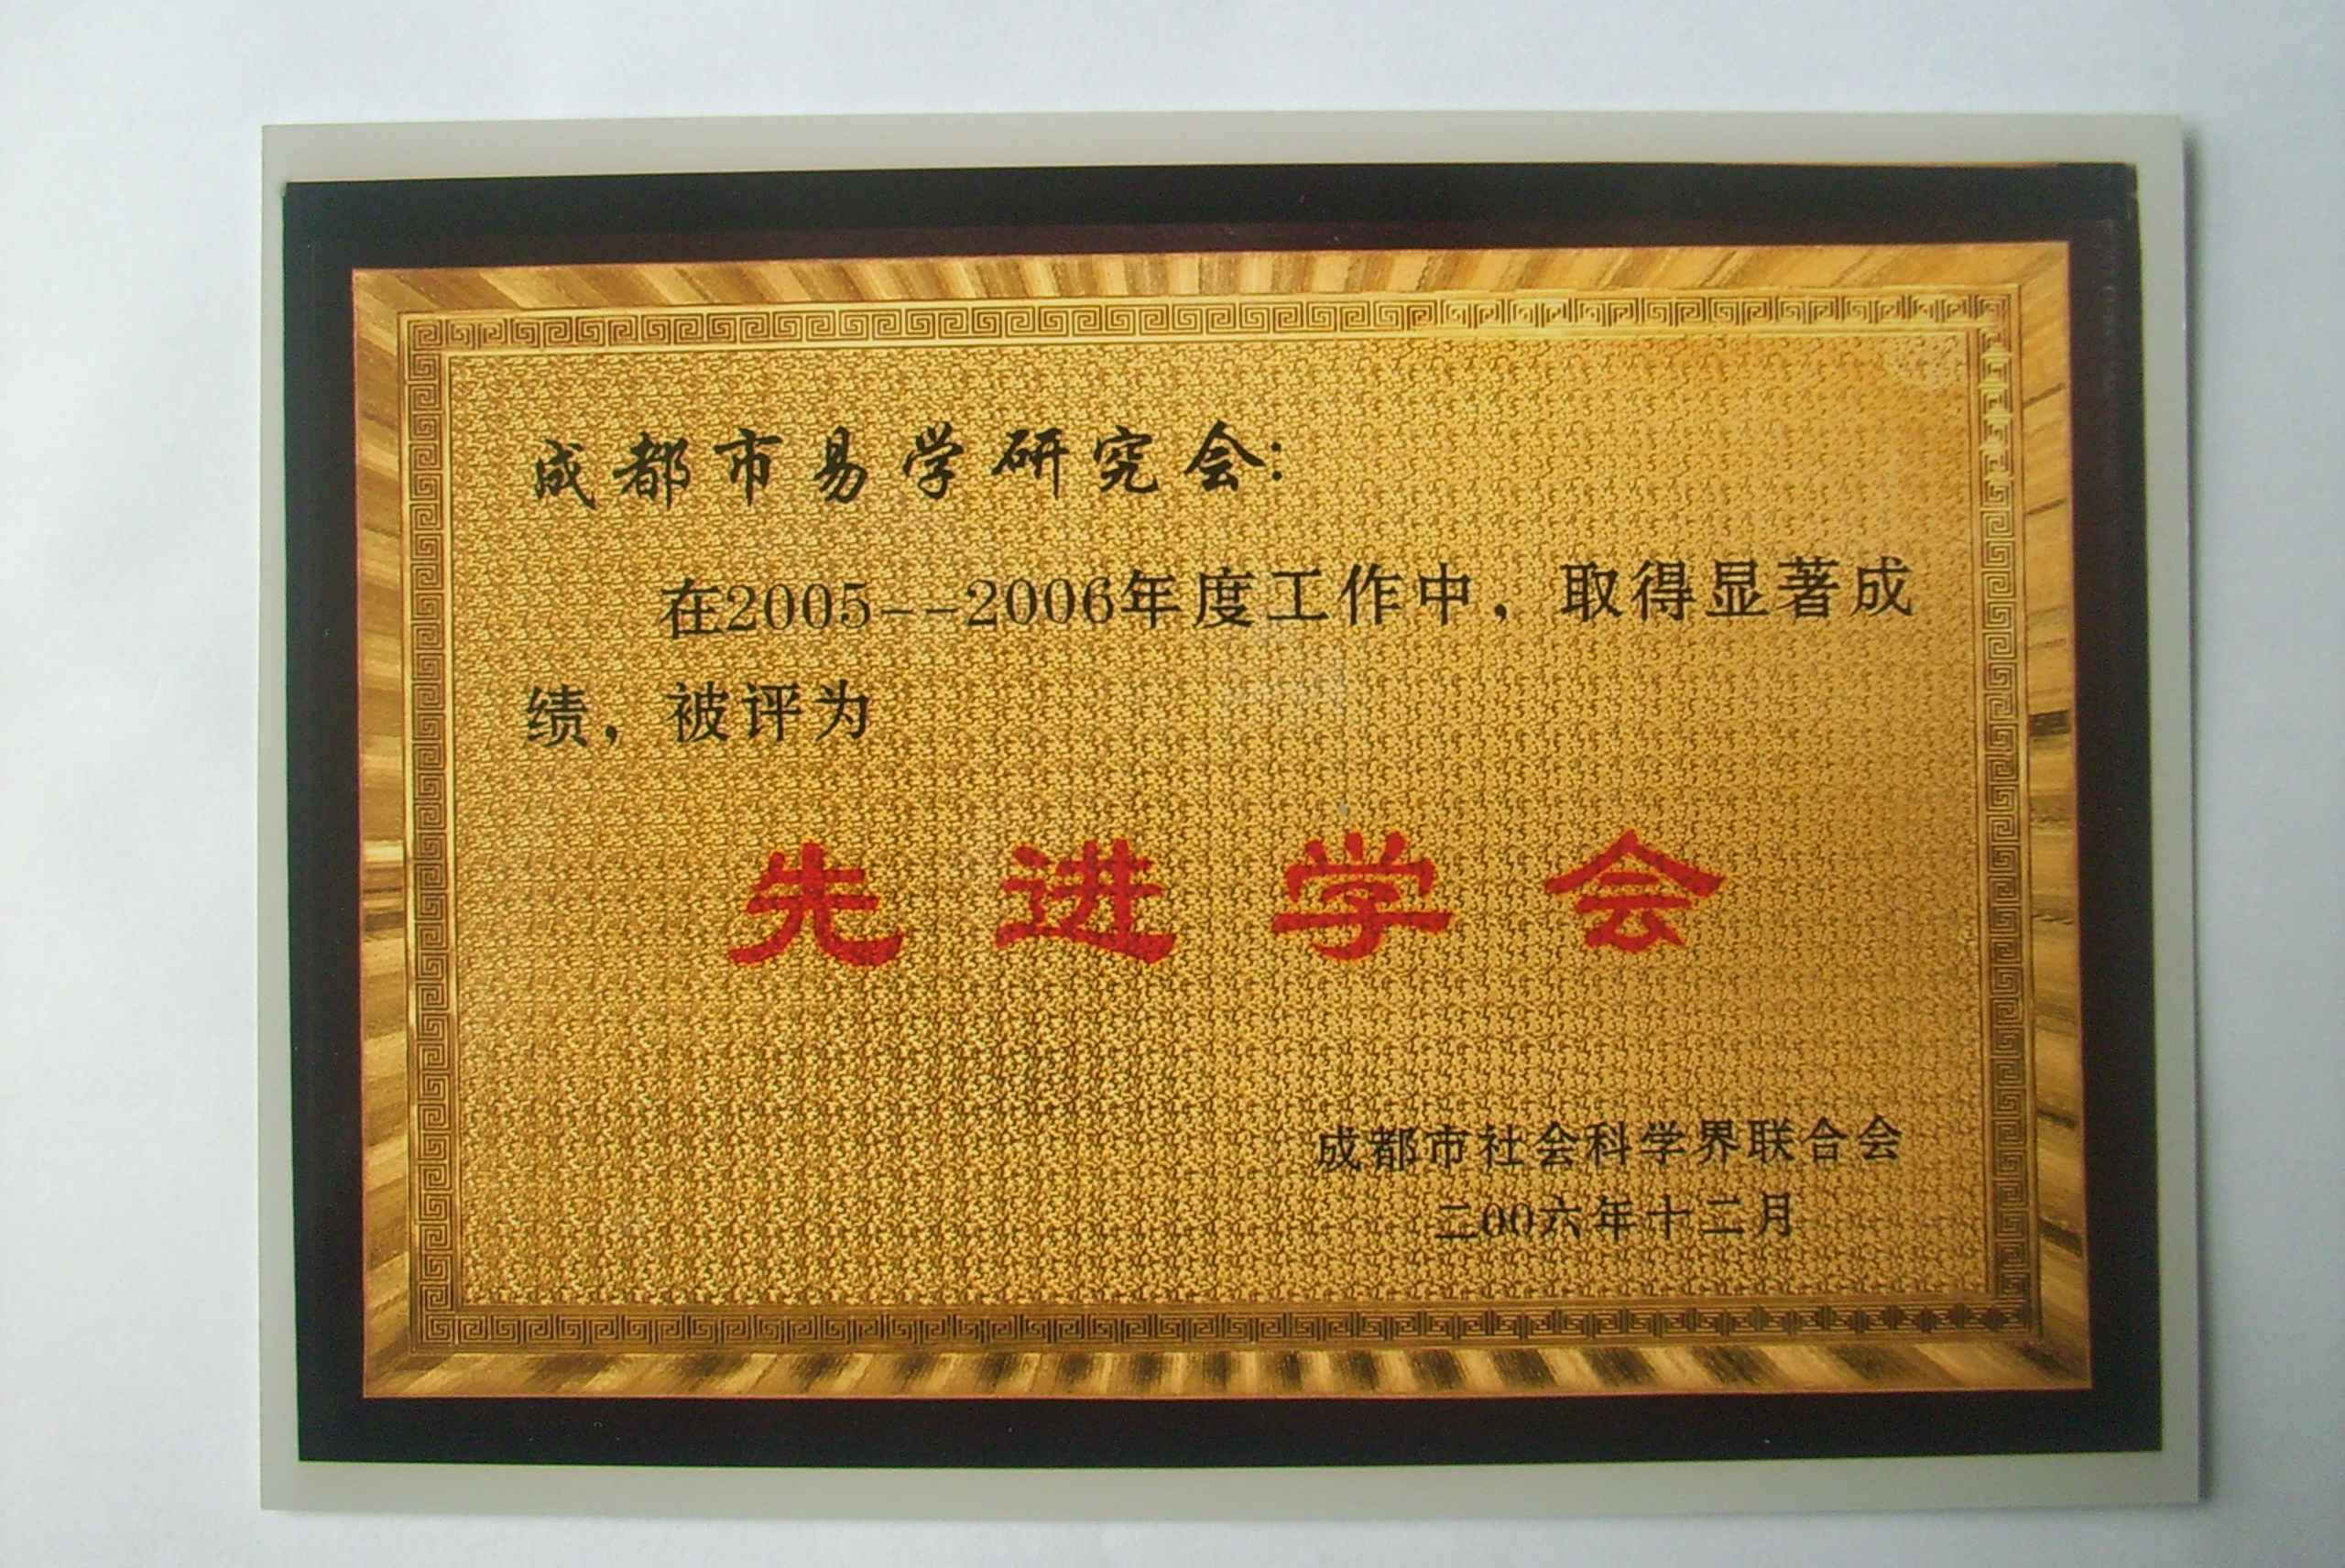 成都市易学研究会:
在2005--2006年度工作中，取得显著成
绩，被评为
先进学会
成都市社会科学界联合会
二00六年十二月